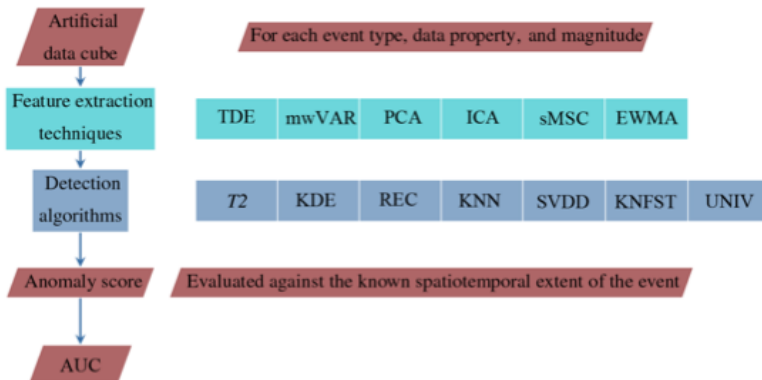 Artificial
data cube
For each event type, data property, and magnitude
Feature extraction
techniques
TDE mwVAR PCA ICA sMSC EWMA
Detection
algorithms
T2 KDE REC KNN SVDD KNFST UNIV
Anomaly score
Evaluated against the known spatiotemporal extent of the event
AUC